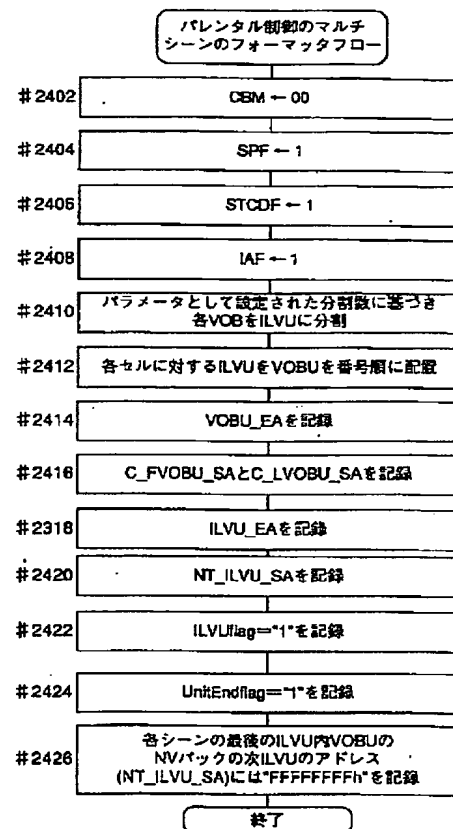 パレンタル制御のマルチ
シーンのフォーマッタフロー
#2402
CBM ← 00
#2404
SPF ← 1
#2406
STCDF ← 1
#2408
IAF ← 1
#2410
パラメータとして設定された分割数に基づき
各VOBをILVUに分割
#2412
各セルに対するILVUをVOBUを番号順に配置
#2414
VOBU_EAを記録
#2416
C_FVOBU_SAとC_LVOBU_SAを記録
#2318
ILVU_EAを記録
#2420
NT_ILVU_SAを記録
#2422
ILVUflag="1"を記録
#2424
UnitEndflag="1"を記録
#2426
各シーンの最後のILVU内VOBUの
NVパックの次ILVUのアドレス
(NT_ILVU_SA)には"FFFFFFFFh"を記録
終了